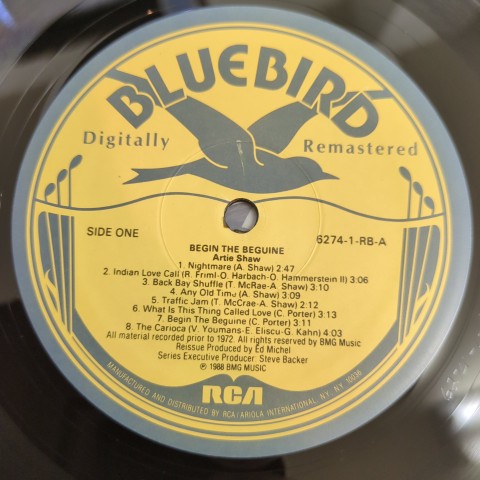 BLUEBIRD
Digitally Remastered
SIDE ONE
6274-1-RB-A
BEGIN THE BEGUINE
Artie Shaw
1. Nightmare (A. Shaw) 2:47
2. Indian Love Call (R. Friml-O. Harbach-O. Hammerstein II) 3:06
3. Back Bay Shuffle (T. McRae-A. Shaw) 3:10
4. Any Old Time (A. Shaw) 3:09
5. Traffic Jam (T. McCrae-A. Shaw) 2:12
6. What Is This Thing Called Love (C. Porter) 3:11
7. Begin The Beguine (C. Porter) 3:11
8. The Carioca (V. Youmans-E. Eliscu-G. Kahn) 4:03
All material recorded prior to 1972. All rights reserved by BMG Music
Reissue Produced by Ed Michel
Series Executive Producer: Steve Backer
℗ 1988 BMG MUSIC
RCA
MANUFACTURED AND DISTRIBUTED BY RCA/ARIOLA INTERNATIONAL, NY, NY 10036